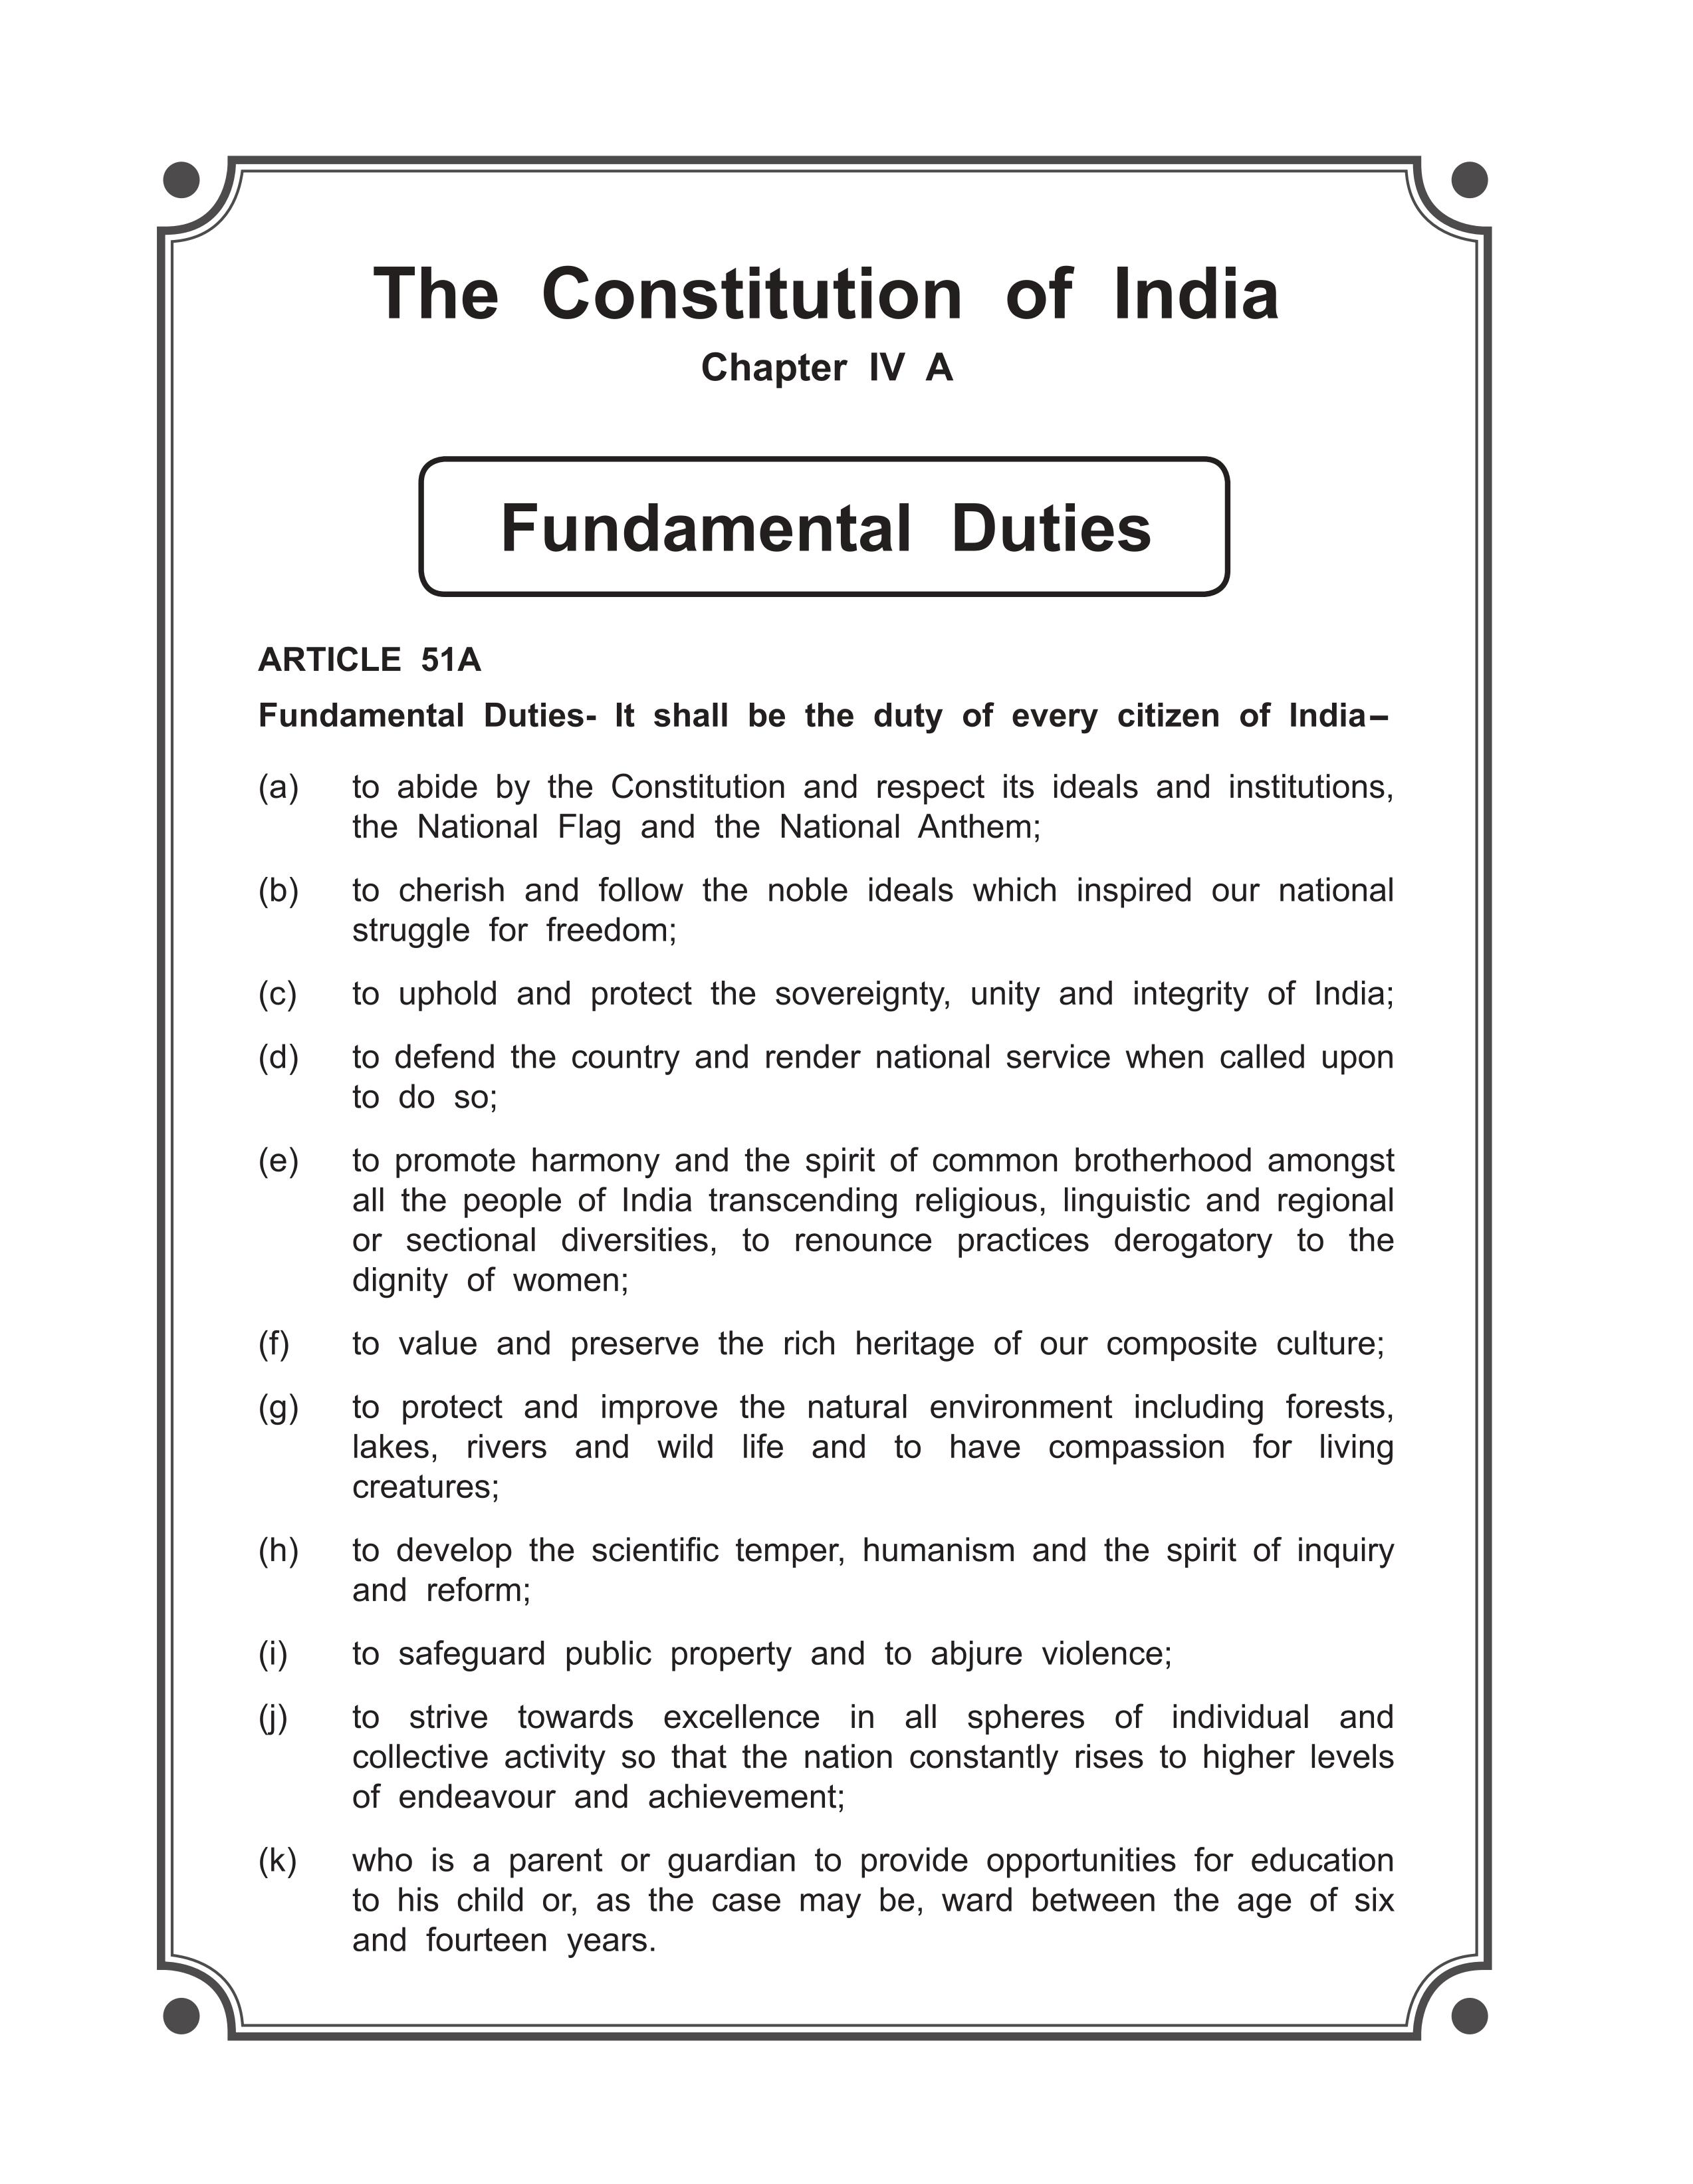 The Constitution of India
Chapter IV A
Fundamental Duties
ARTICLE 51A
Fundamental Duties- It shall be the duty of every citizen of India–
(a) to abide by the Constitution and respect its ideals and institutions,
the National Flag and the National Anthem;
(b) to cherish and follow the noble ideals which inspired our national
struggle for freedom;
(c) to uphold and protect the sovereignty, unity and integrity of India;
(d) to defend the country and render national service when called upon
to do so;
(e) to promote harmony and the spirit of common brotherhood amongst
all the people of India transcending religious, linguistic and regional
or sectional diversities, to renounce practices derogatory to the
dignity of women;
(f) to value and preserve the rich heritage of our composite culture;
(g) to protect and improve the natural environment including forests,
lakes, rivers and wild life and to have compassion for living
creatures;
(h) to develop the scientific temper, humanism and the spirit of inquiry
and reform;
(i) to safeguard public property and to abjure violence;
(j) to strive towards excellence in all spheres of individual and
collective activity so that the nation constantly rises to higher levels
of endeavour and achievement;
(k) who is a parent or guardian to provide opportunities for education
to his child or, as the case may be, ward between the age of six
and fourteen years.